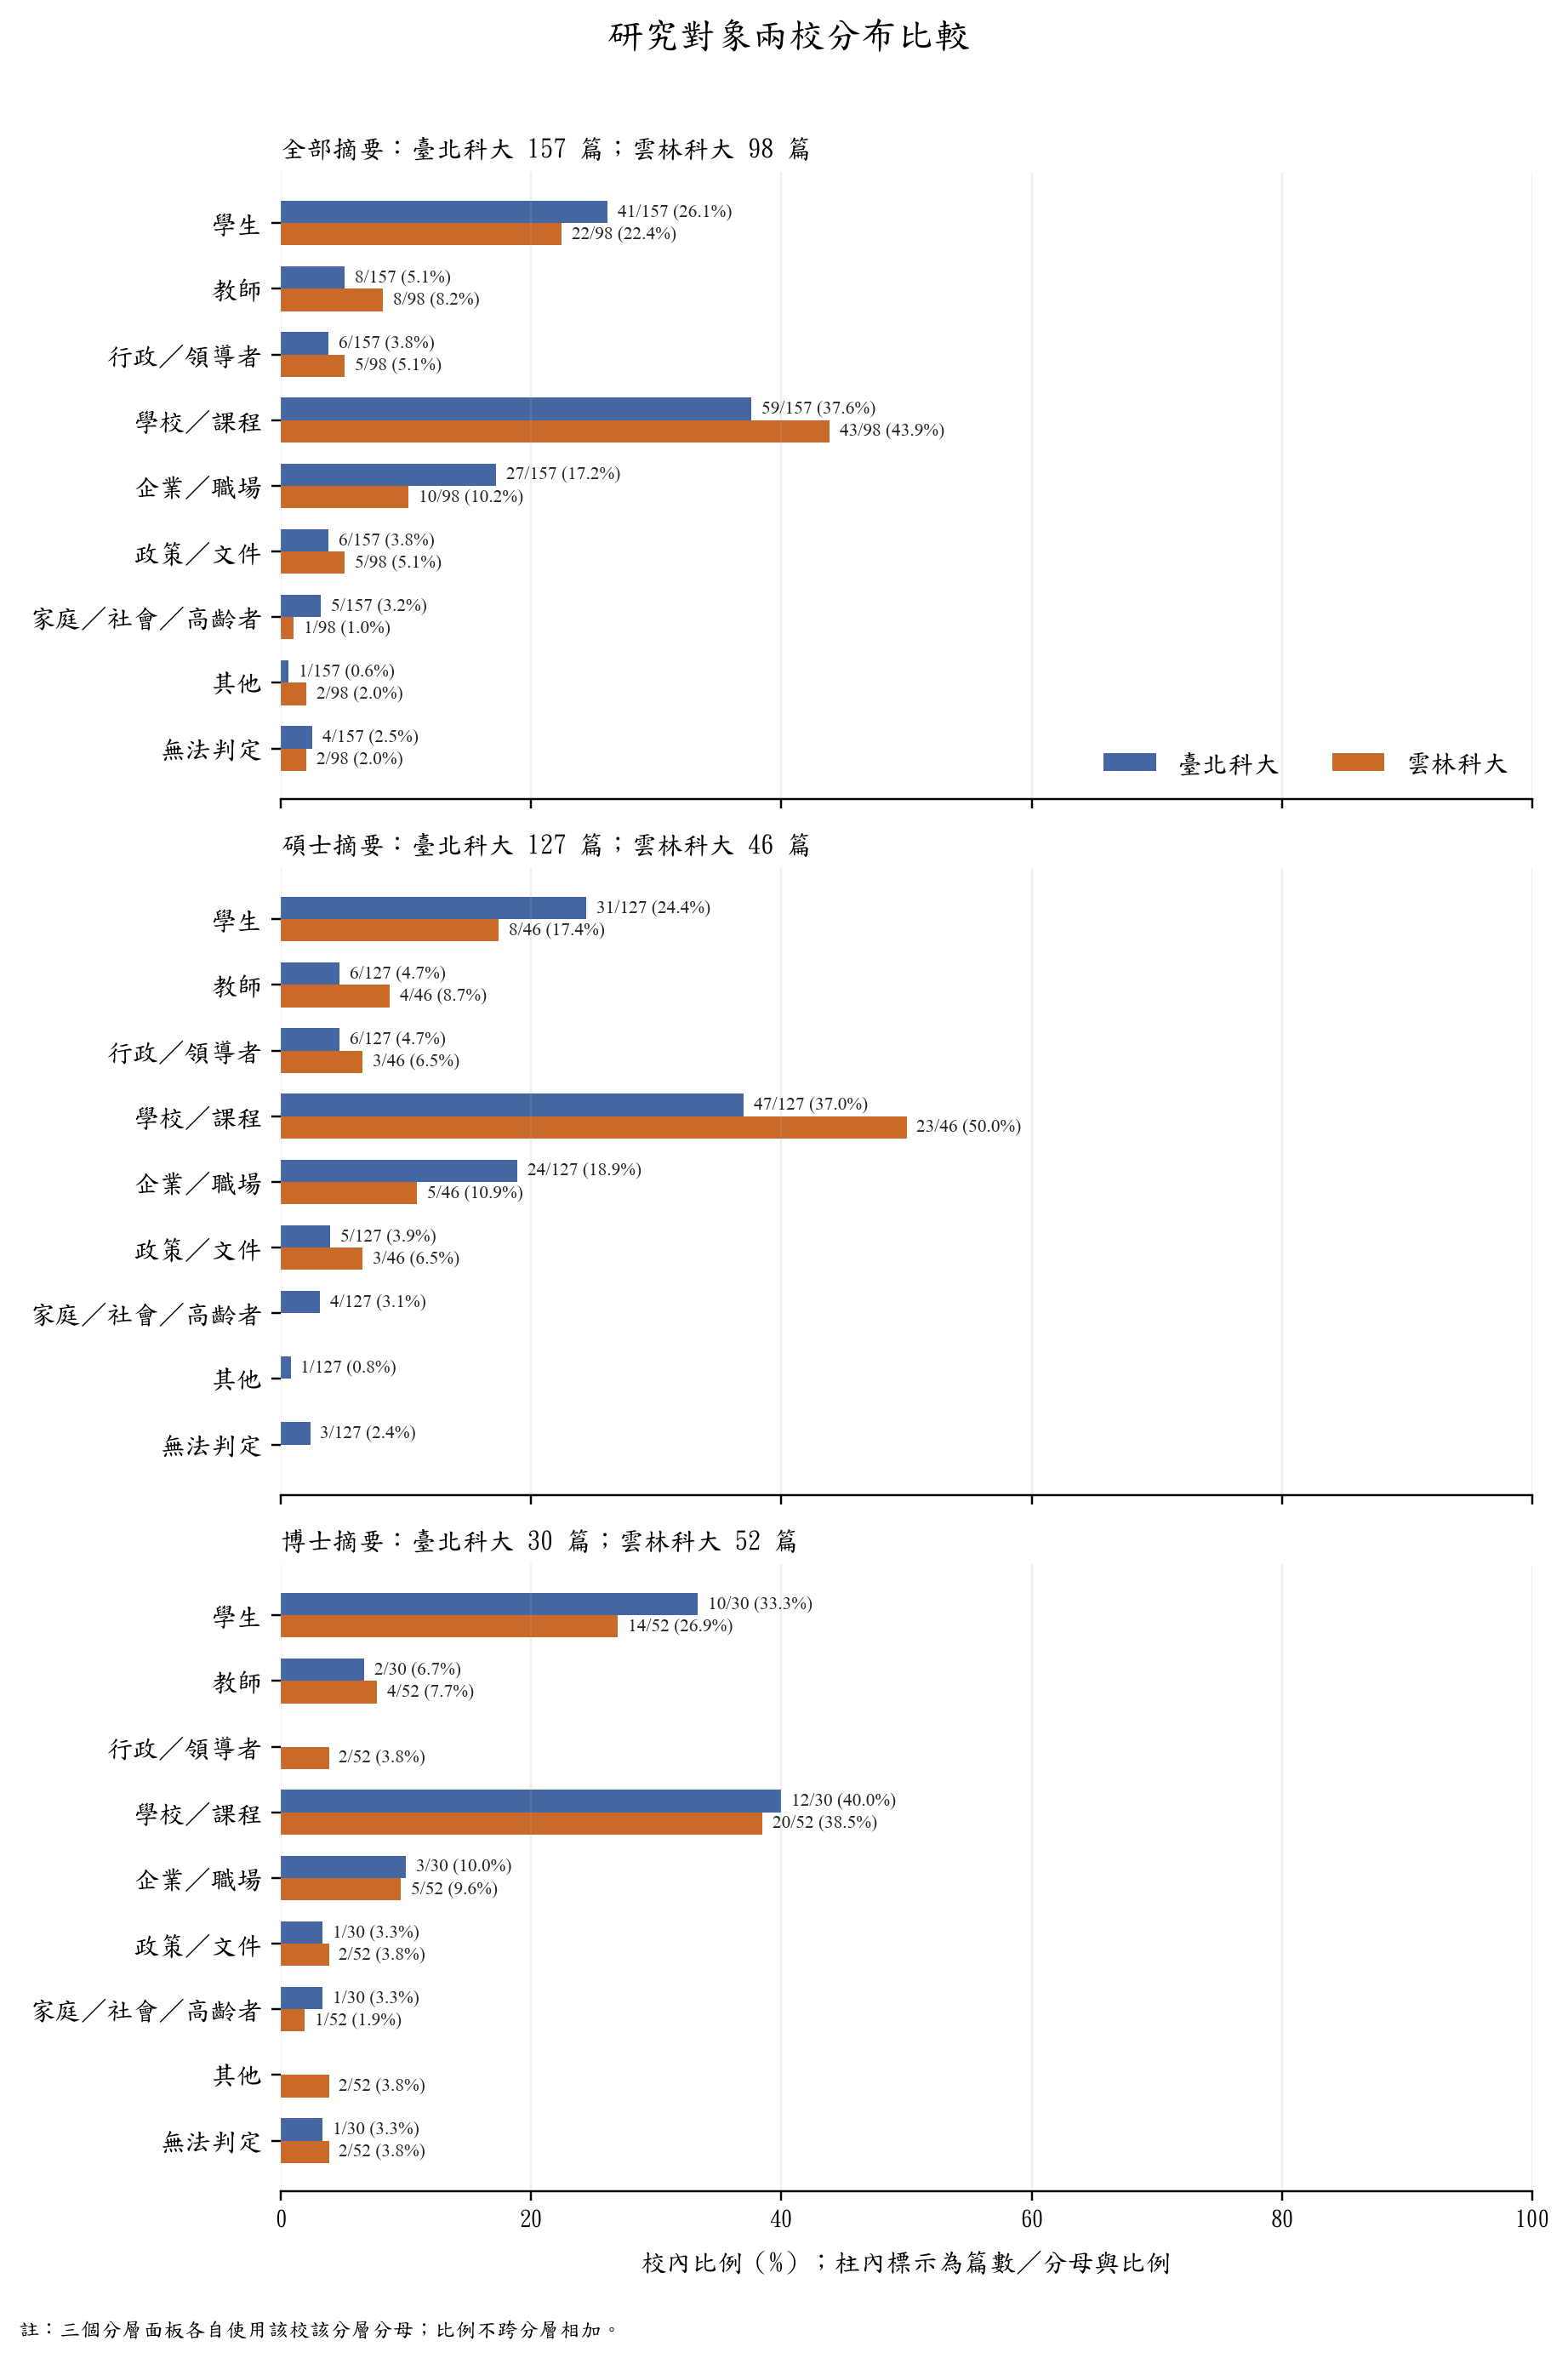 研究對象兩校分布比較
全部摘要：臺北科大 157 篇；雲林科大 98 篇
學生
41/157 (26.1%)
22/98 (22.4%)
教師
8/157 (5.1%)
8/98 (8.2%)
行政／領導者
6/157 (3.8%)
5/98 (5.1%)
學校／課程
59/157 (37.6%)
43/98 (43.9%)
企業／職場
27/157 (17.2%)
10/98 (10.2%)
政策／文件
6/157 (3.8%)
5/98 (5.1%)
家庭／社會／高齡者
5/157 (3.2%)
1/98 (1.0%)
其他
1/157 (0.6%)
2/98 (2.0%)
無法判定
4/157 (2.5%)
2/98 (2.0%)
臺北科大 雲林科大
碩士摘要：臺北科大 127 篇；雲林科大 46 篇
學生
31/127 (24.4%)
8/46 (17.4%)
教師
6/127 (4.7%)
4/46 (8.7%)
行政／領導者
6/127 (4.7%)
3/46 (6.5%)
學校／課程
47/127 (37.0%)
23/46 (50.0%)
企業／職場
24/127 (18.9%)
5/46 (10.9%)
政策／文件
5/127 (3.9%)
3/46 (6.5%)
家庭／社會／高齡者
4/127 (3.1%)
其他
1/127 (0.8%)
無法判定
3/127 (2.4%)
博士摘要：臺北科大 30 篇；雲林科大 52 篇
學生
10/30 (33.3%)
14/52 (26.9%)
教師
2/30 (6.7%)
4/52 (7.7%)
行政／領導者
2/52 (3.8%)
學校／課程
12/30 (40.0%)
20/52 (38.5%)
企業／職場
3/30 (10.0%)
5/52 (9.6%)
政策／文件
1/30 (3.3%)
2/52 (3.8%)
家庭／社會／高齡者
1/30 (3.3%)
1/52 (1.9%)
其他
2/52 (3.8%)
無法判定
1/30 (3.3%)
2/52 (3.8%)
0 20 40 60 80 100
校內比例（%）；柱內標示為篇數／分母與比例
註：三個分層面板各自使用該校該分層分母；比例不跨分層相加。